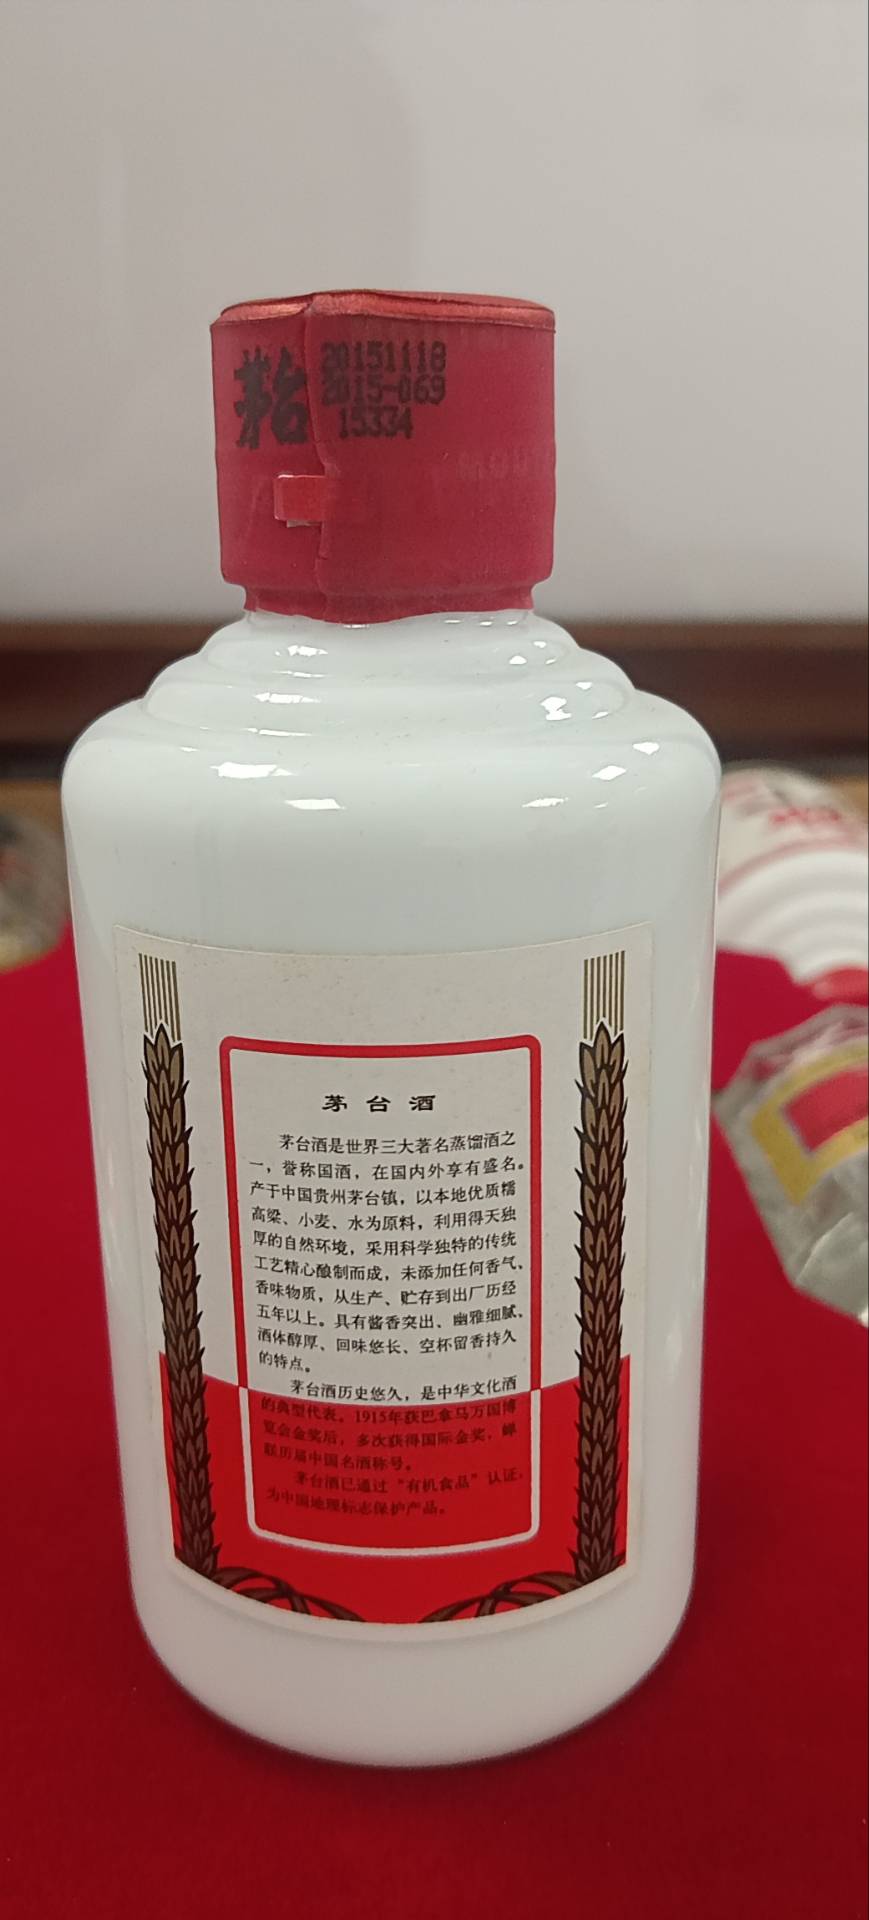 茅台
20151118
2015-069
15334
茅台酒
茅台酒是世界三大著名蒸馏酒之
一，誉称国酒，在国内外享有盛名。
产于中国贵州茅台镇，以本地优质糯
高粱、小麦、水为原料，利用得天独
厚的自然环境，采用科学独特的传统
工艺精心酿制而成，未添加任何香气、
香味物质，从生产、贮存到出厂历经
五年以上。具有酱香突出、幽雅细腻、
酒体醇厚、回味悠长、空杯留香持久
的特点。
茅台酒历史悠久，是中华文化酒
的典型代表。1915年获巴拿马万国博
览会金奖后，多次获得国际金奖，蝉
联历届中国名酒称号。
茅台酒已通过“有机食品”认证，
为中国地理标志保护产品。